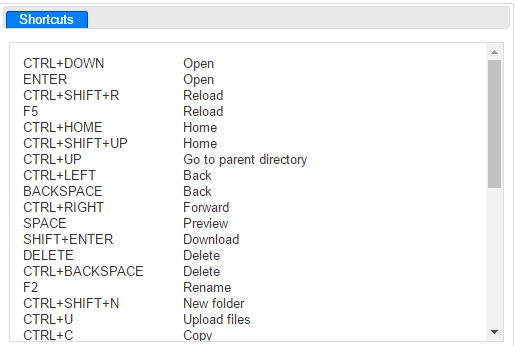 Shortcuts
CTRL+DOWN Open
ENTER Open
CTRL+SHIFT+R Reload
F5 Reload
CTRL+HOME Home
CTRL+SHIFT+UP Home
CTRL+UP Go to parent directory
CTRL+LEFT Back
BACKSPACE Back
CTRL+RIGHT Forward
SPACE Preview
SHIFT+ENTER Download
DELETE Delete
CTRL+BACKSPACE Delete
F2 Rename
CTRL+SHIFT+N New folder
CTRL+U Upload files
CTRL+C Copy